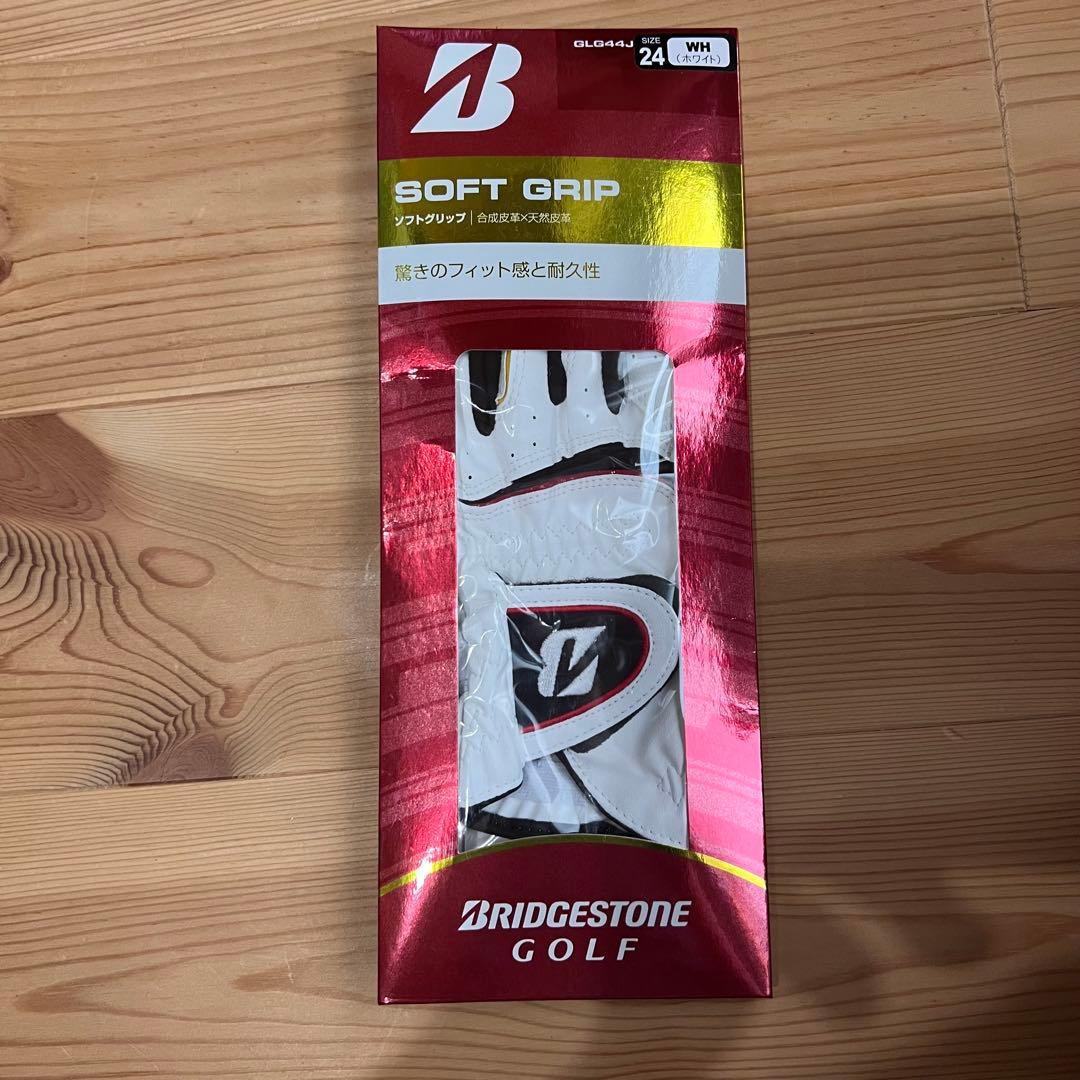 GLG44J
SIZE
24
WH
(ホワイト)
SOFT GRIP
ソフトグリップ | 合成皮革×天然皮革
驚きのフィット感と耐久性
BRIDGESTONE
GOLF